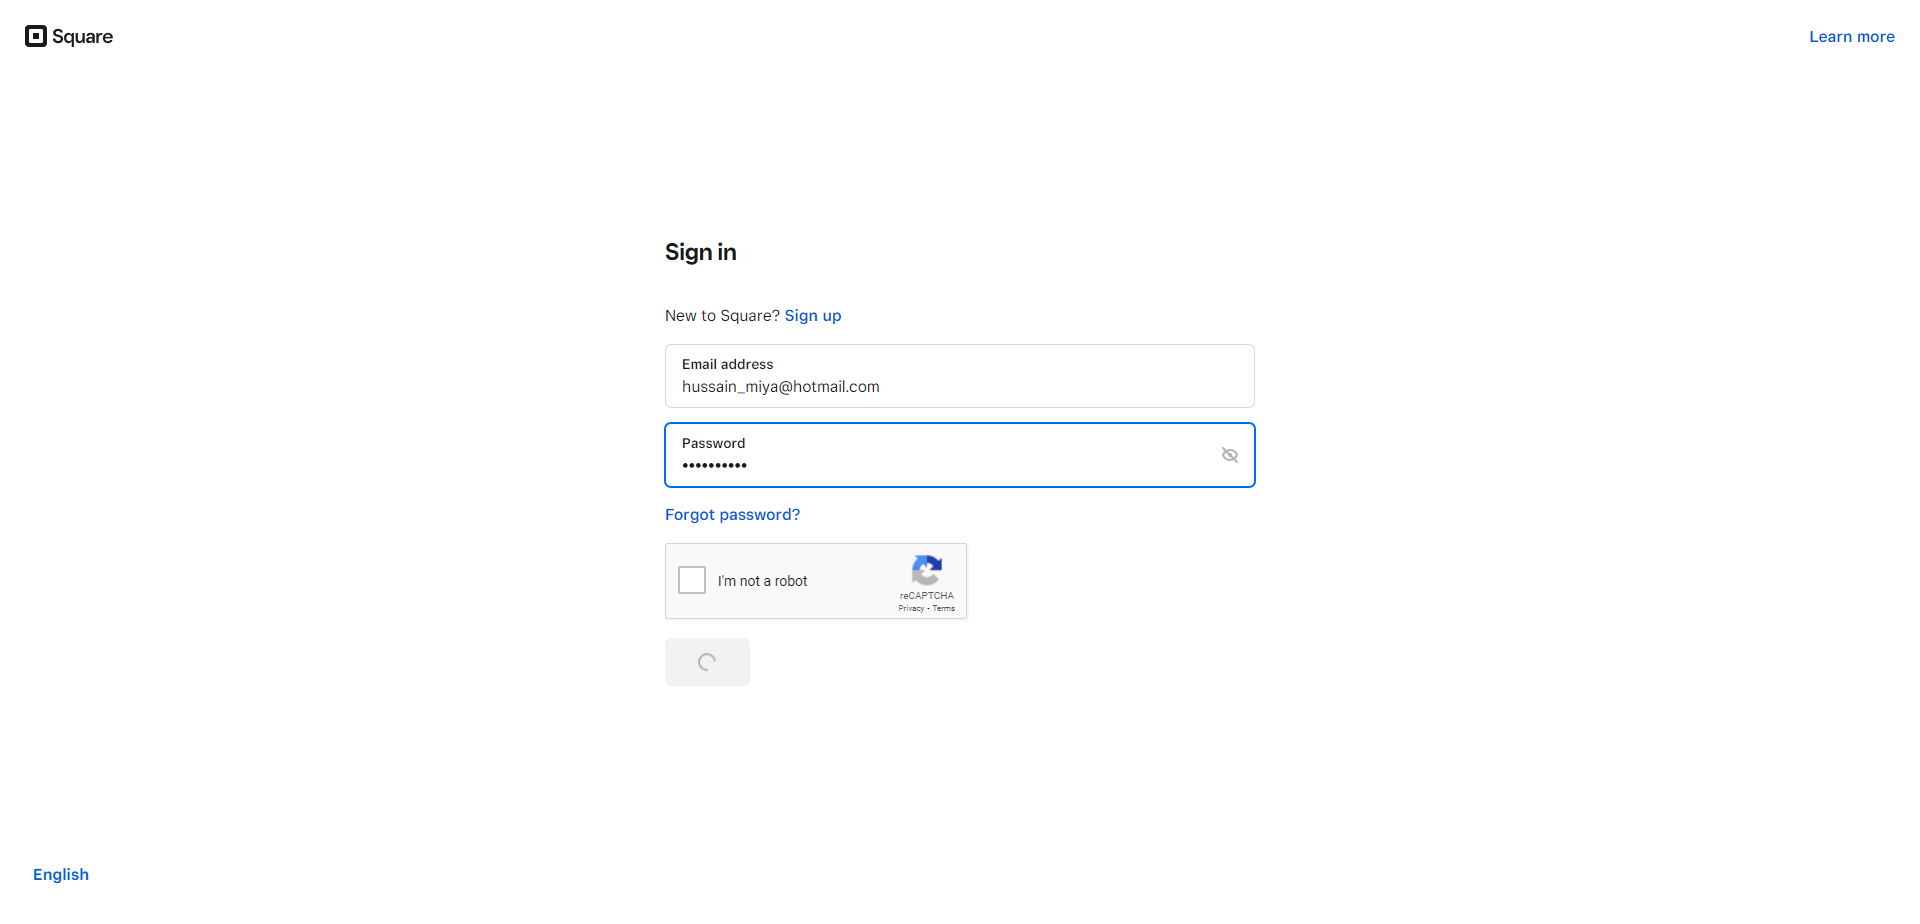 Square
Learn more
Sign in
New to Square? Sign up
Email address
hussain_miya@hotmail.com
Password
••••••••••
Forgot password?
I'm not a robot
reCAPTCHA
Privacy - Terms
English